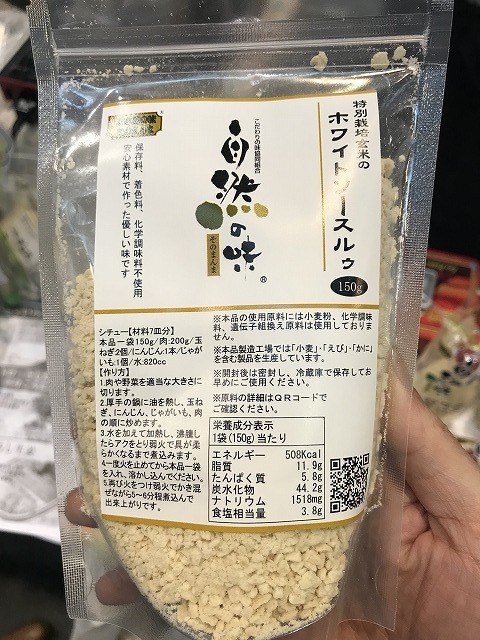 特別栽培玄米の
ホワイトソースルゥ
150g
こだわりの味協同組合
自然の味
そのまんま
®
保存料、着色料、化学調味料不使用
安心素材で作った優しい味です
シチュー【材料7皿分】
本品一袋150g/肉:200g/玉
ねぎ2個/にんじん:1本/じゃが
いも:1個/水:820cc
【作り方】
1.肉や野菜を適当な大きさに
切ります。
2.厚手の鍋に油を熱し、玉ね
ぎ、にんじん、じゃがいも、肉
の順に炒めます。
3.水を加えて加熱し、沸騰し
たらアクをとり弱火で具が柔
らかくなるまで煮込みます。
4.一度火を止めてから本品一袋
を入れ、溶かし込んでください。
5.再び火をつけ弱火でかき混
ぜながら5〜6分程煮込んで
出来上がりです。
※本品の使用原料には小麦粉、化学調味
料、遺伝子組換え原料は使用しておりま
せん。
※本品製造工場では「小麦」・「えび」・「かに」
を含む製品を生産しています。
※開封後は密封し、冷蔵庫で保存してお
早めにご使用ください。
※原料の詳細はQRコードで
ご確認ください。
栄養成分表示
1袋(150g)当たり
エネルギー 508Kcal
脂質 11.9g
たんぱく質 5.8g
炭水化物 44.2g
ナトリウム 1518mg
食塩相当量 3.8g